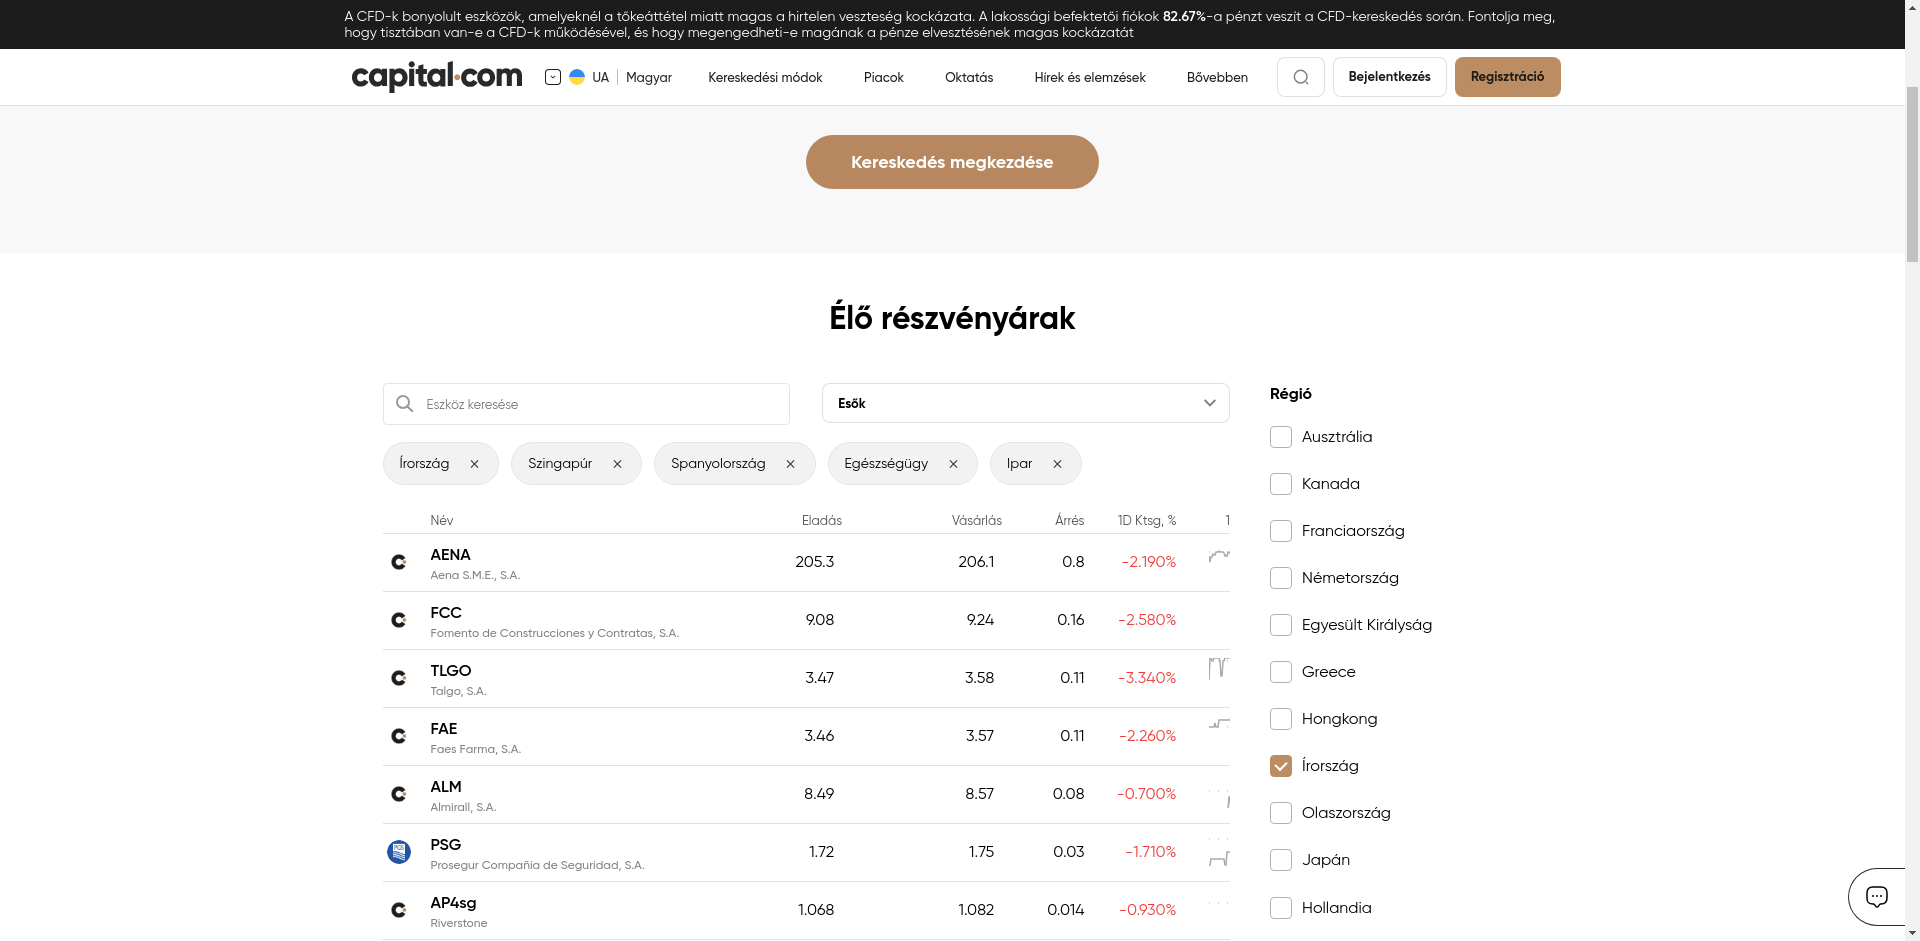 A CFD-k bonyolult eszközök, amelyeknél a tőkeáttétel miatt magas a hirtelen veszteség kockázata. A lakossági befektetői fiókok 82.67%-a pénzt veszít a CFD-kereskedés során. Fontolja meg,
hogy tisztában van-e a CFD-k működésével, és hogy megengedheti-e magának a pénze elvesztésének magas kockázatát
capital.com UA Magyar Kereskedési módok Piacok Oktatás Hírek és elemzések Bővebben Bejelentkezés Regisztráció
Kereskedés megkezdése
Élő részvényárak
Eszköz keresése
Esők
Írország
Szingapúr
Spanyolország
Egészségügy
Ipar
Név Eladás Vásárlás Árrés 1D Ktsg, % 1
AENA
Aena S.M.E., S.A.
205.3 206.1 0.8 -2.190%
FCC
Fomento de Construcciones y Contratas, S.A.
9.08 9.24 0.16 -2.580%
TLGO
Talgo, S.A.
3.47 3.58 0.11 -3.340%
FAE
Faes Farma, S.A.
3.46 3.57 0.11 -2.260%
ALM
Almirall, S.A.
8.49 8.57 0.08 -0.700%
PSG
Prosegur Compañía de Seguridad, S.A.
1.72 1.75 0.03 -1.710%
AP4sg
Riverstone
1.068 1.082 0.014 -0.930%
Régió
Ausztrália
Kanada
Franciaország
Németország
Egyesült Királyság
Greece
Hongkong
Írország
Olaszország
Japán
Hollandia